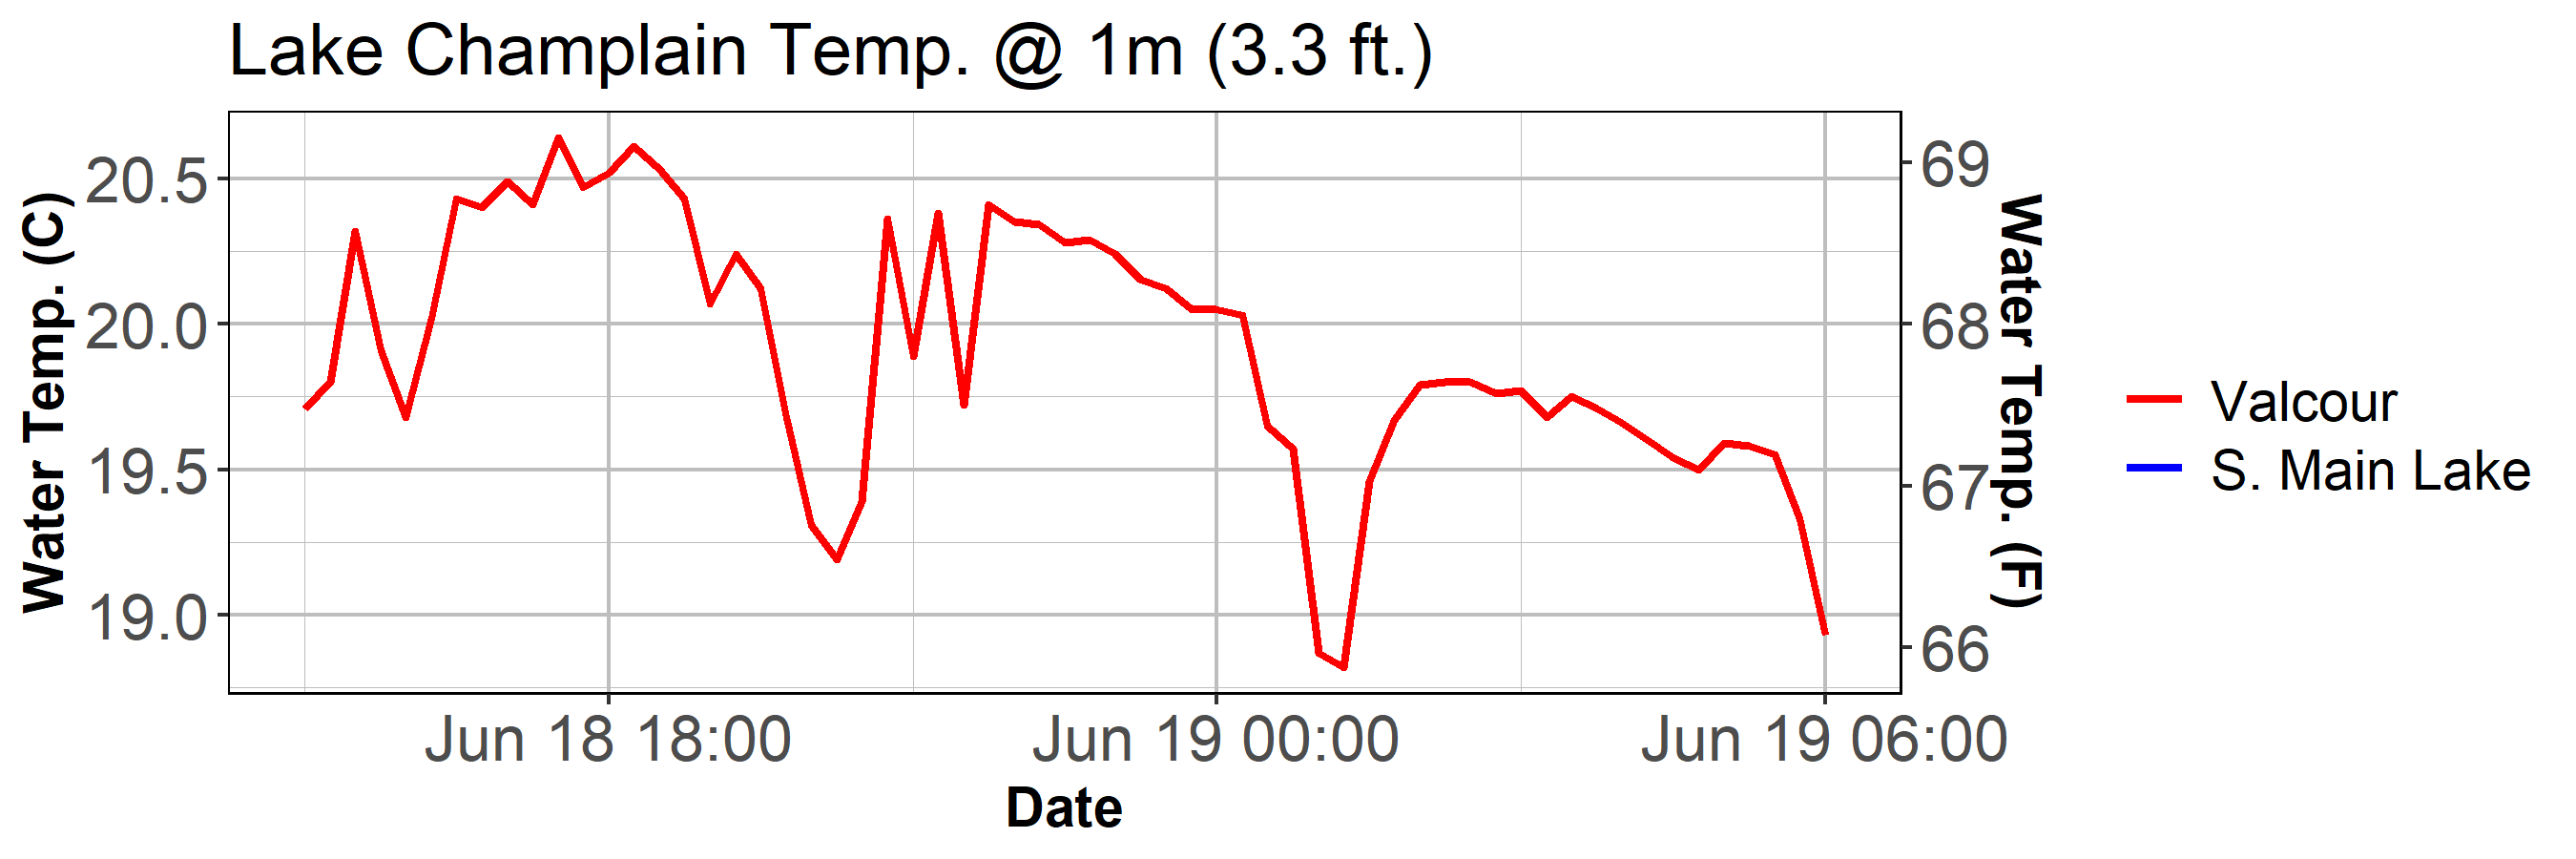 Lake Champlain Temp. @ 1m (3.3 ft.)
Water Temp. (C)
20.5
20.0
19.5
19.0
69
68
67
66
Water Temp. (F)
Jun 18 18:00
Jun 19 00:00
Jun 19 06:00
Date
Valcour
S. Main Lake